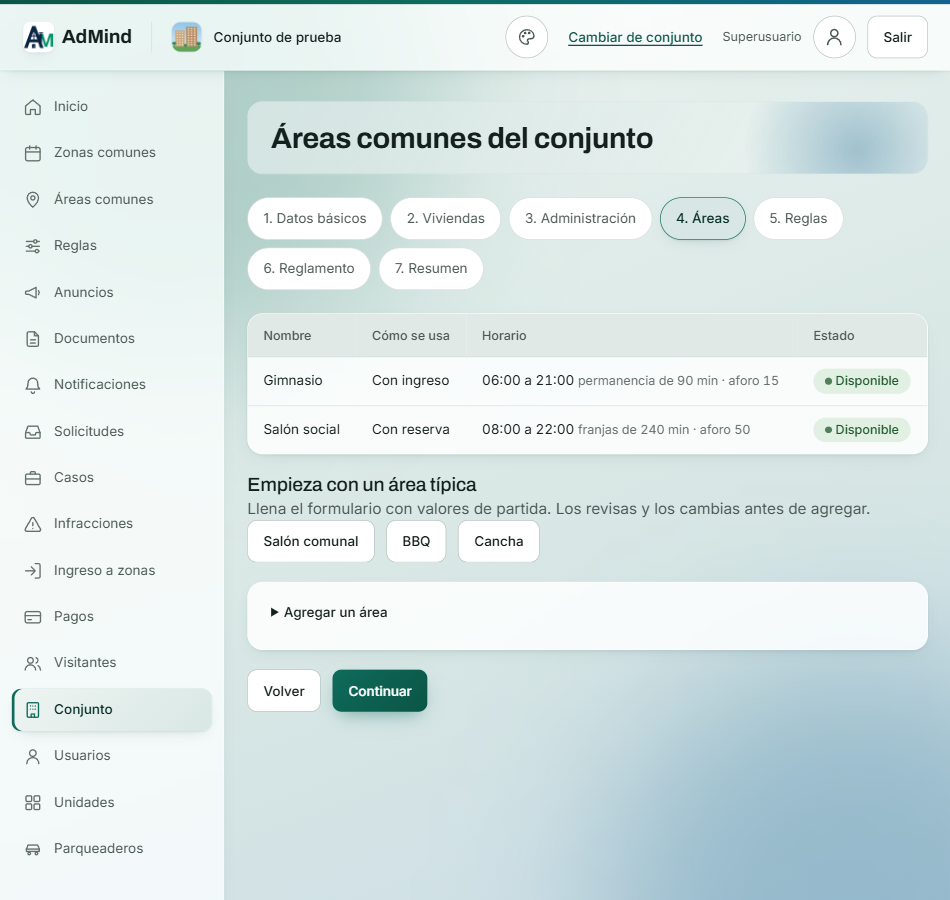 AM AdMind
Conjunto de prueba
Cambiar de conjunto
Superusuario
Salir
Inicio
Zonas comunes
Áreas comunes
Reglas
Anuncios
Documentos
Notificaciones
Solicitudes
Casos
Infracciones
Ingreso a zonas
Pagos
Visitantes
Conjunto
Usuarios
Unidades
Parqueaderos
Áreas comunes del conjunto
1. Datos básicos
2. Viviendas
3. Administración
4. Áreas
5. Reglas
6. Reglamento
7. Resumen
Nombre Cómo se usa Horario Estado
Gimnasio Con ingreso 06:00 a 21:00 permanencia de 90 min · aforo 15 Disponible
Salón social Con reserva 08:00 a 22:00 franjas de 240 min · aforo 50 Disponible
Empieza con un área típica
Llena el formulario con valores de partida. Los revisas y los cambias antes de agregar.
Salón comunal
BBQ
Cancha
Agregar un área
Volver
Continuar